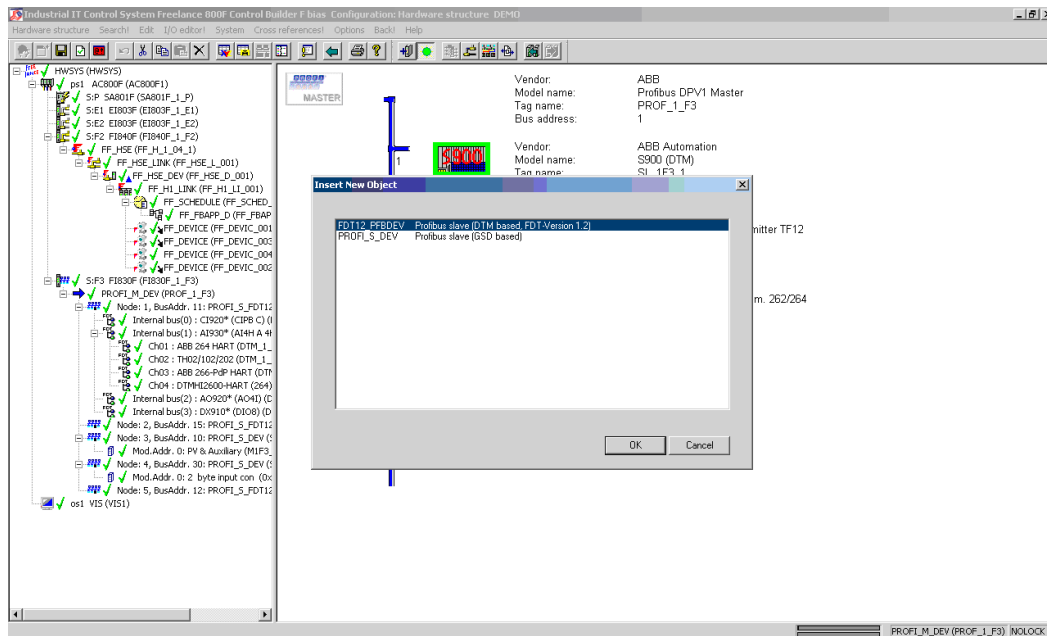 Industrial IT Control System Freelance 800F Control Builder F bias Configuration: Hardware structure DEMO
Hardware structure Search! Edit I/O editor! System Cross references! Options Back! Help
HWSYS (HWSYS)
ps1 AC800F (AC800F1)
S:P SA801F (SA801F_1_P)
S:E1 EI803F (EI803F_1_E1)
S:E2 EI803F (EI803F_1_E2)
S:F2 FI840F (FI840F_1_F2)
FF_HSE (FF_H_1_04_1)
FF_HSE_LINK (FF_HSE_L_001)
FF_HSE_DEV (FF_HSE_D_001)
FF_H1_LINK (FF_H1_LI_001)
FF_SCHEDULE (FF_SCHED_
FF_FBAPP_D (FF_FBAP
FF_DEVICE (FF_DEVIC_001
FF_DEVICE (FF_DEVIC_003
FF_DEVICE (FF_DEVIC_004
FF_DEVICE (FF_DEVIC_002
S:F3 FI830F (FI830F_1_F3)
PROFI_M_DEV (PROF_1_F3)
Node: 1, BusAddr. 11: PROFI_S_FDT12
Internal bus(0) : CI920* (CIPB C) (
Internal bus(1) : AI930* (AI4H A 4H
Ch01 : ABB 264 HART (DTM_1_
Ch02 : TH02/102/202 (DTM_1_
Ch03 : ABB 266-PdP HART (DTM
Ch04 : DTMHI2600-HART (264)
Internal bus(2) : AO920* (AO4I) (D
Internal bus(3) : DX910* (DIO8) (D
Node: 2, BusAddr. 15: PROFI_S_FDT12
Node: 3, BusAddr. 10: PROFI_S_DEV (S
Mod.Addr. 0: PV & Auxiliary (M1F3_
Node: 4, BusAddr. 30: PROFI_S_DEV (S
Mod.Addr. 0: 2 byte input con (0x
Node: 5, BusAddr. 12: PROFI_S_FDT12
os1 VIS (VIS1)
MASTER
Vendor: ABB
Model name: Profibus DPV1 Master
Tag name: PROF_1_F3
Bus address: 1
1
S900
Vendor: ABB Automation
Model name: S900 (DTM)
Tag name: SL_1F3_1
Insert New Object
FDT12_PFBDEV Profibus slave (DTM based, FDT-Version 1.2)
PROFI_S_DEV Profibus slave (GSD based)
OK Cancel
mitter TF12
m. 262/264
PROFI_M_DEV (PROF_1_F3) NOLOCK